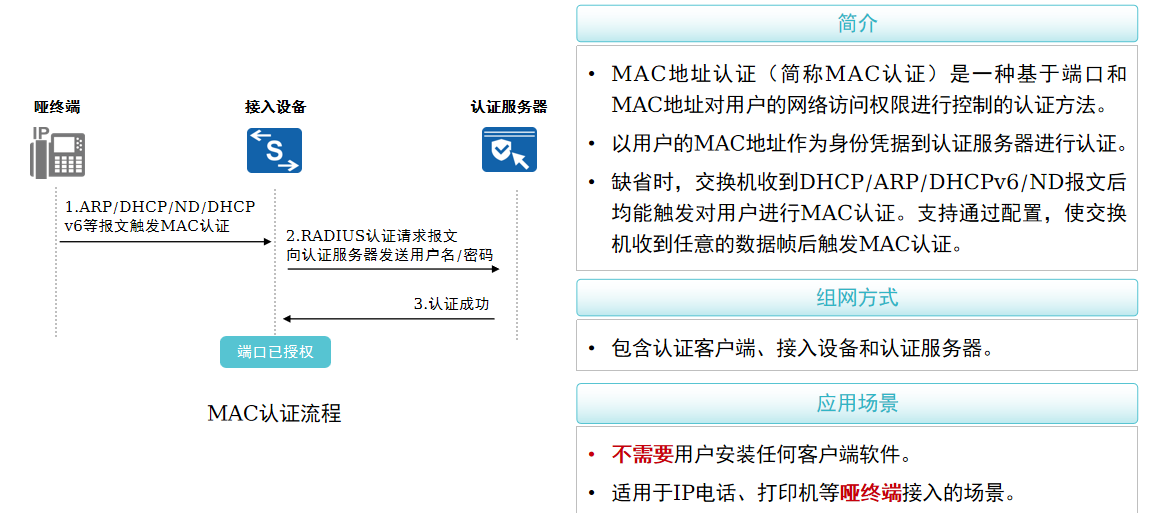 哑终端
接入设备
认证服务器
IP
S
1.ARP/DHCP/ND/DHCP
v6等报文触发MAC认证
2.RADIUS认证请求报文
向认证服务器发送用户名/密码
3.认证成功
端口已授权
MAC认证流程
简介
• MAC地址认证（简称MAC认证）是一种基于端口和
MAC地址对用户的网络访问权限进行控制的认证方法。
• 以用户的MAC地址作为身份凭据到认证服务器进行认证。
• 缺省时，交换机收到DHCP/ARP/DHCPv6/ND报文后
均能触发对用户进行MAC认证。支持通过配置，使交换
机收到任意的数据帧后触发MAC认证。
组网方式
• 包含认证客户端、接入设备和认证服务器。
应用场景
• 不需要用户安装任何客户端软件。
• 适用于IP电话、打印机等哑终端接入的场景。